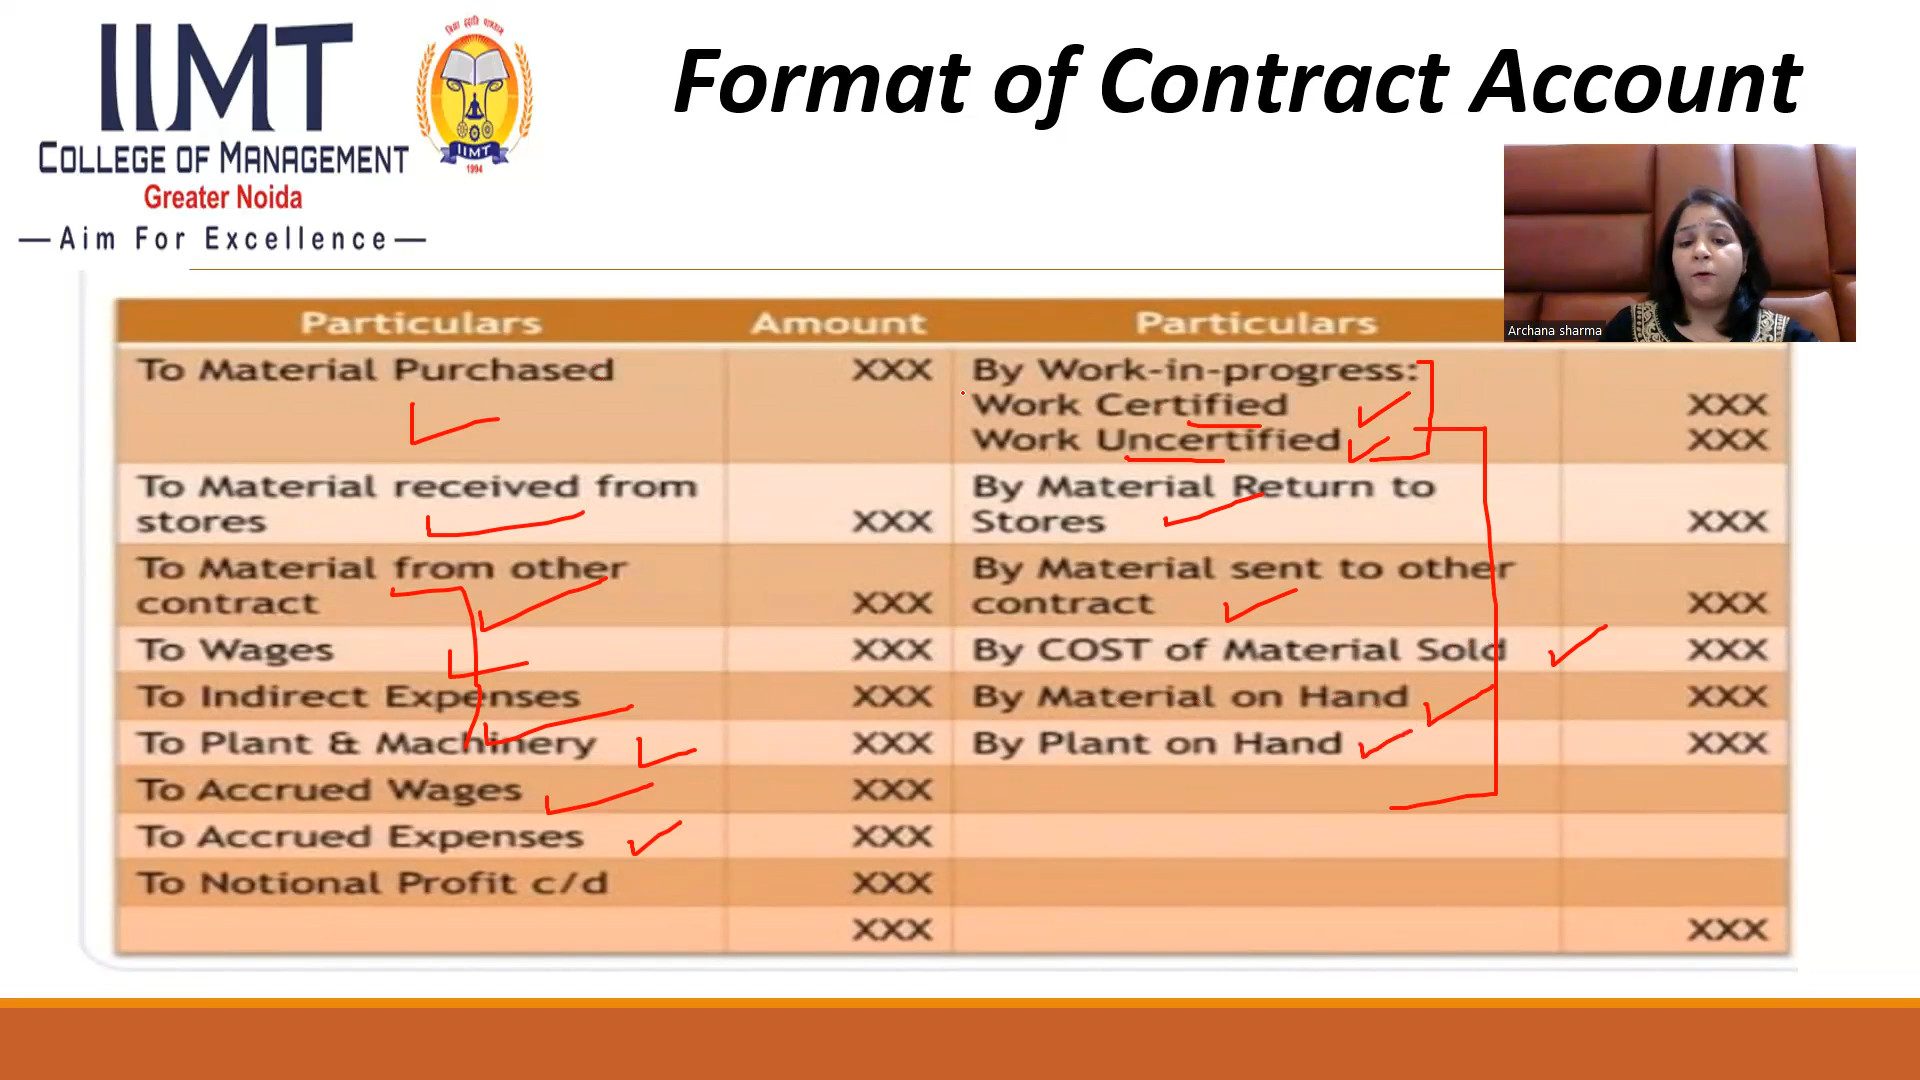 IIMT
COLLEGE OF MANAGEMENT
Greater Noida
—Aim For Excellence—
IIMT
1994
Format of Contract Account
Archana sharma
Particulars Amount Particulars
To Material Purchased XXX By Work-in-progress:
Work Certified XXX
Work Uncertified XXX
To Material received from By Material Return to
stores XXX Stores XXX
To Material from other By Material sent to other
contract XXX contract XXX
To Wages XXX By COST of Material Sold XXX
To Indirect Expenses XXX By Material on Hand XXX
To Plant & Machinery XXX By Plant on Hand XXX
To Accrued Wages XXX
To Accrued Expenses XXX
To Notional Profit c/d XXX
XXX XXX